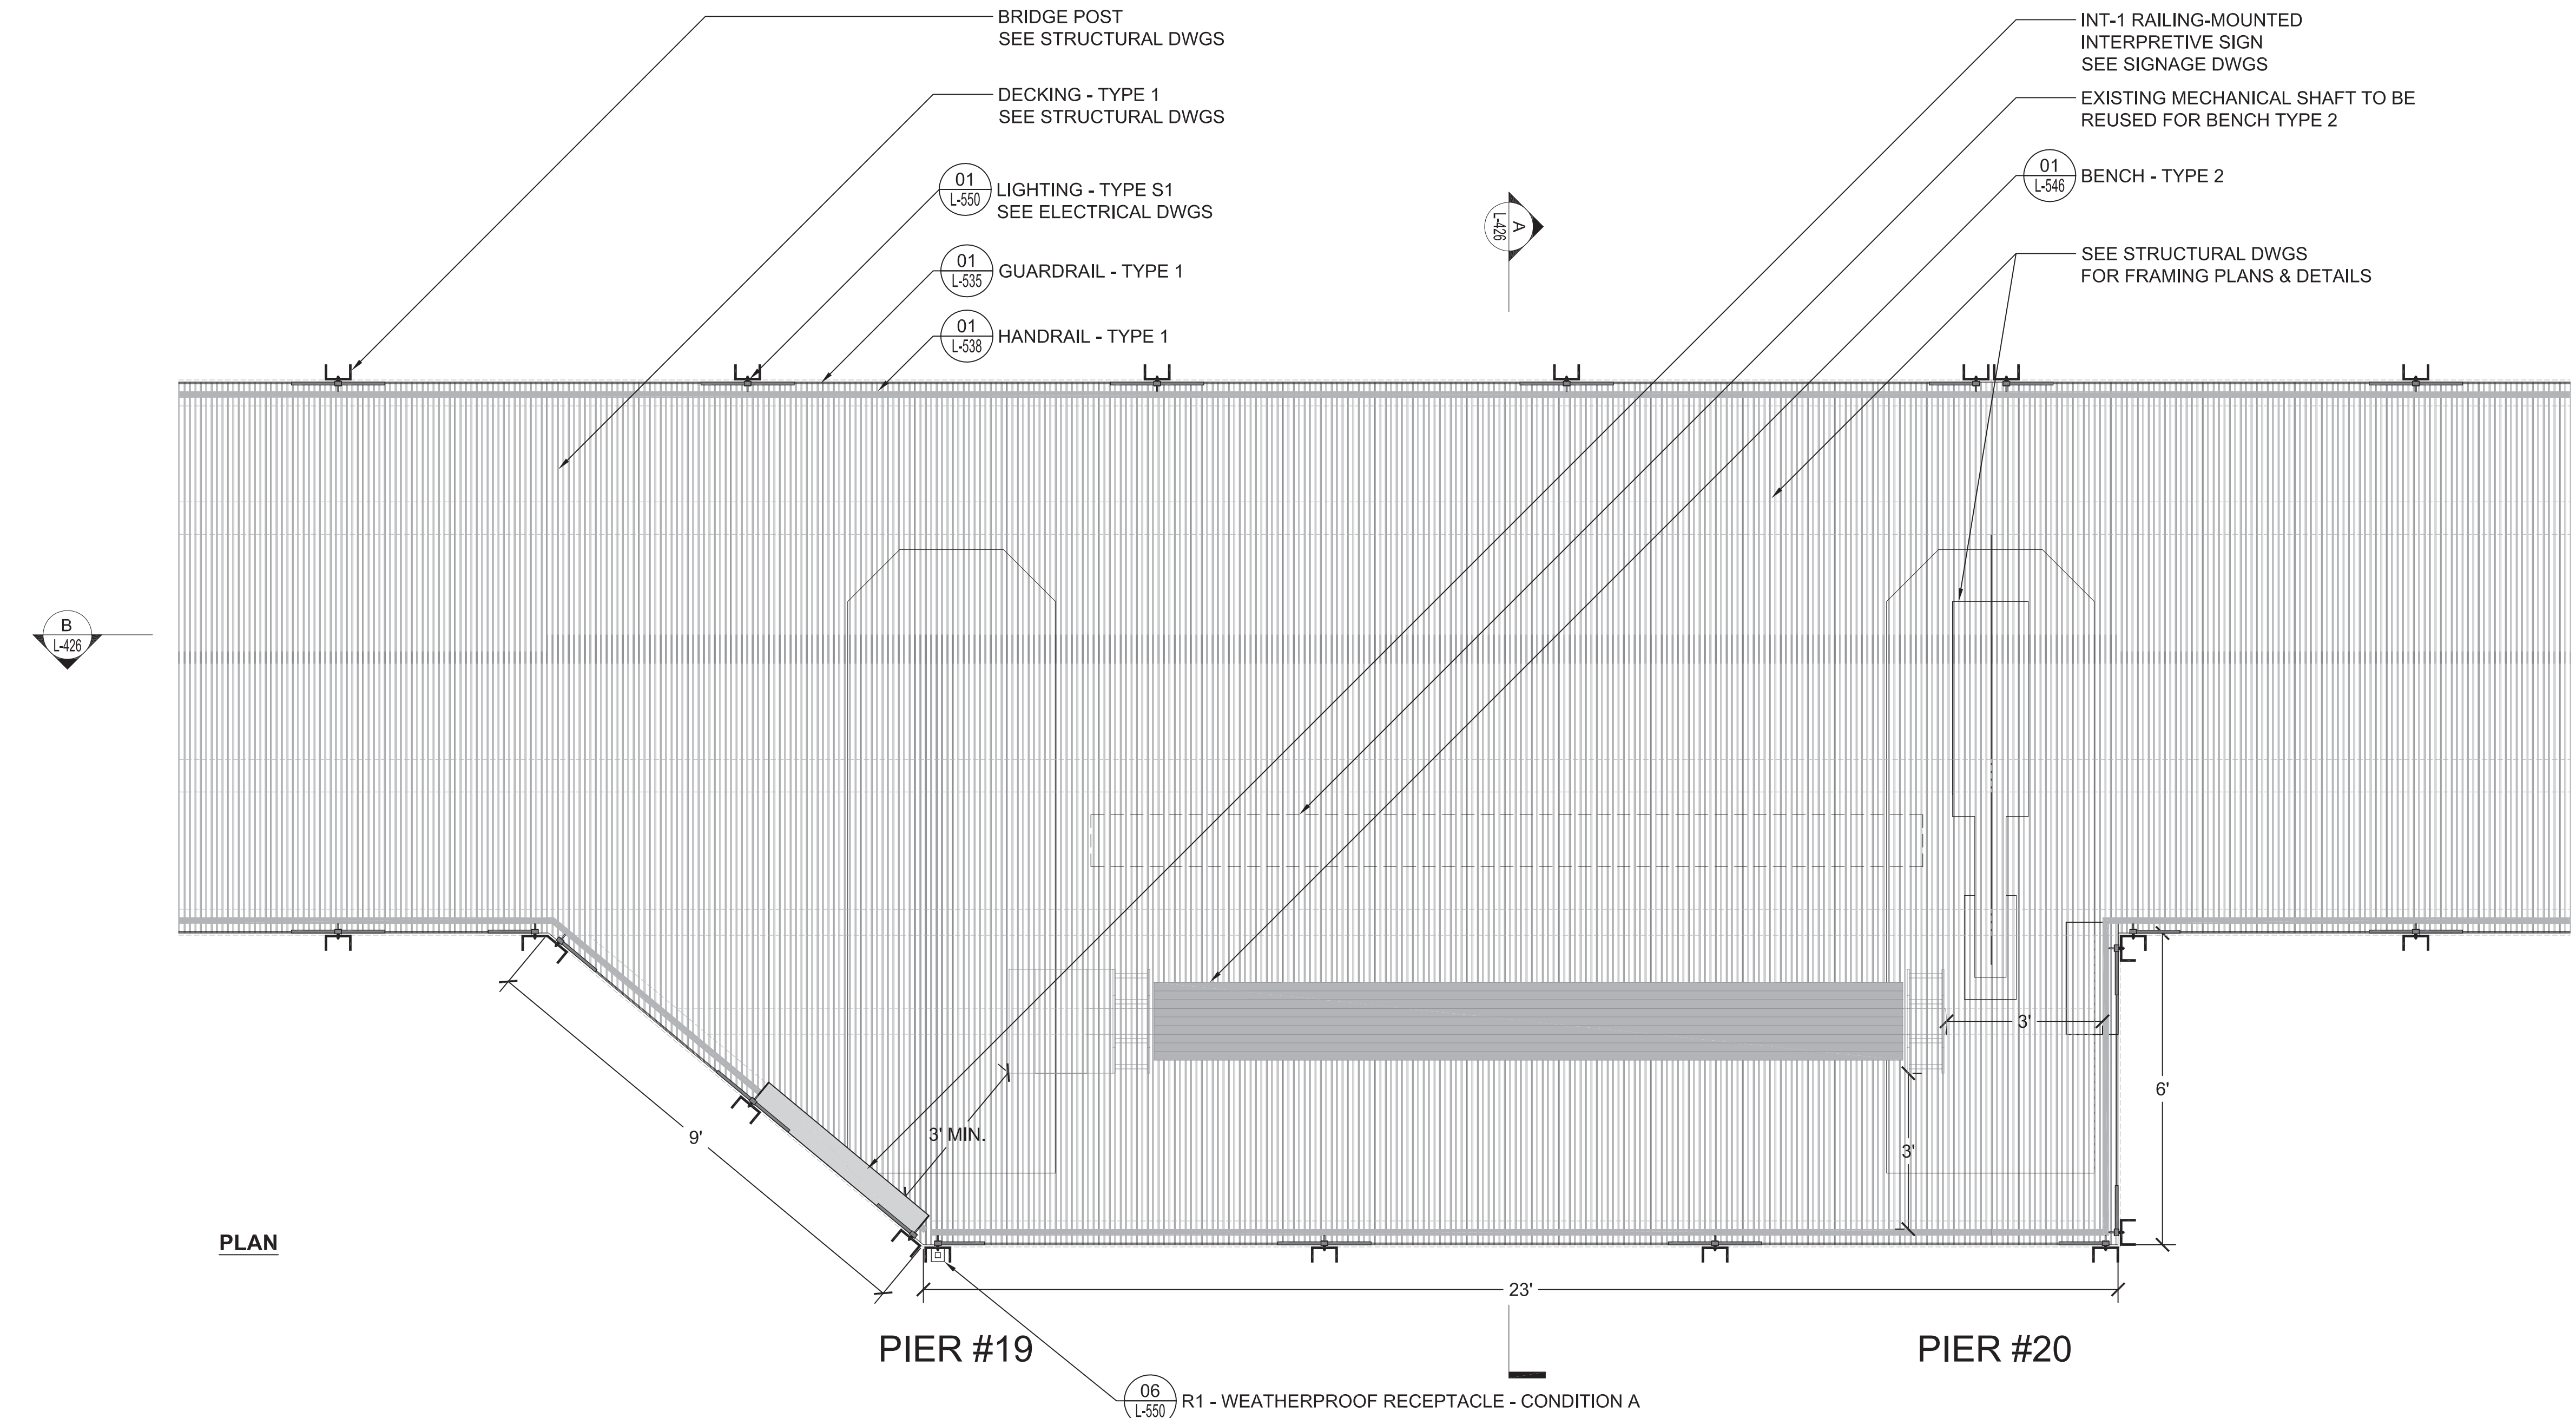 BRIDGE POST
SEE STRUCTURAL DWGS
DECKING - TYPE 1
SEE STRUCTURAL DWGS
01
L-550
LIGHTING - TYPE S1
SEE ELECTRICAL DWGS
01
L-535
GUARDRAIL - TYPE 1
01
L-538
HANDRAIL - TYPE 1
A
L-426
INT-1 RAILING-MOUNTED
INTERPRETIVE SIGN
SEE SIGNAGE DWGS
EXISTING MECHANICAL SHAFT TO BE
REUSED FOR BENCH TYPE 2
01
L-546
BENCH - TYPE 2
SEE STRUCTURAL DWGS
FOR FRAMING PLANS & DETAILS
B
L-426
3'
6'
9'
3' MIN.
3'
PLAN
23'
PIER #19
PIER #20
06
L-550
R1 - WEATHERPROOF RECEPTACLE - CONDITION A